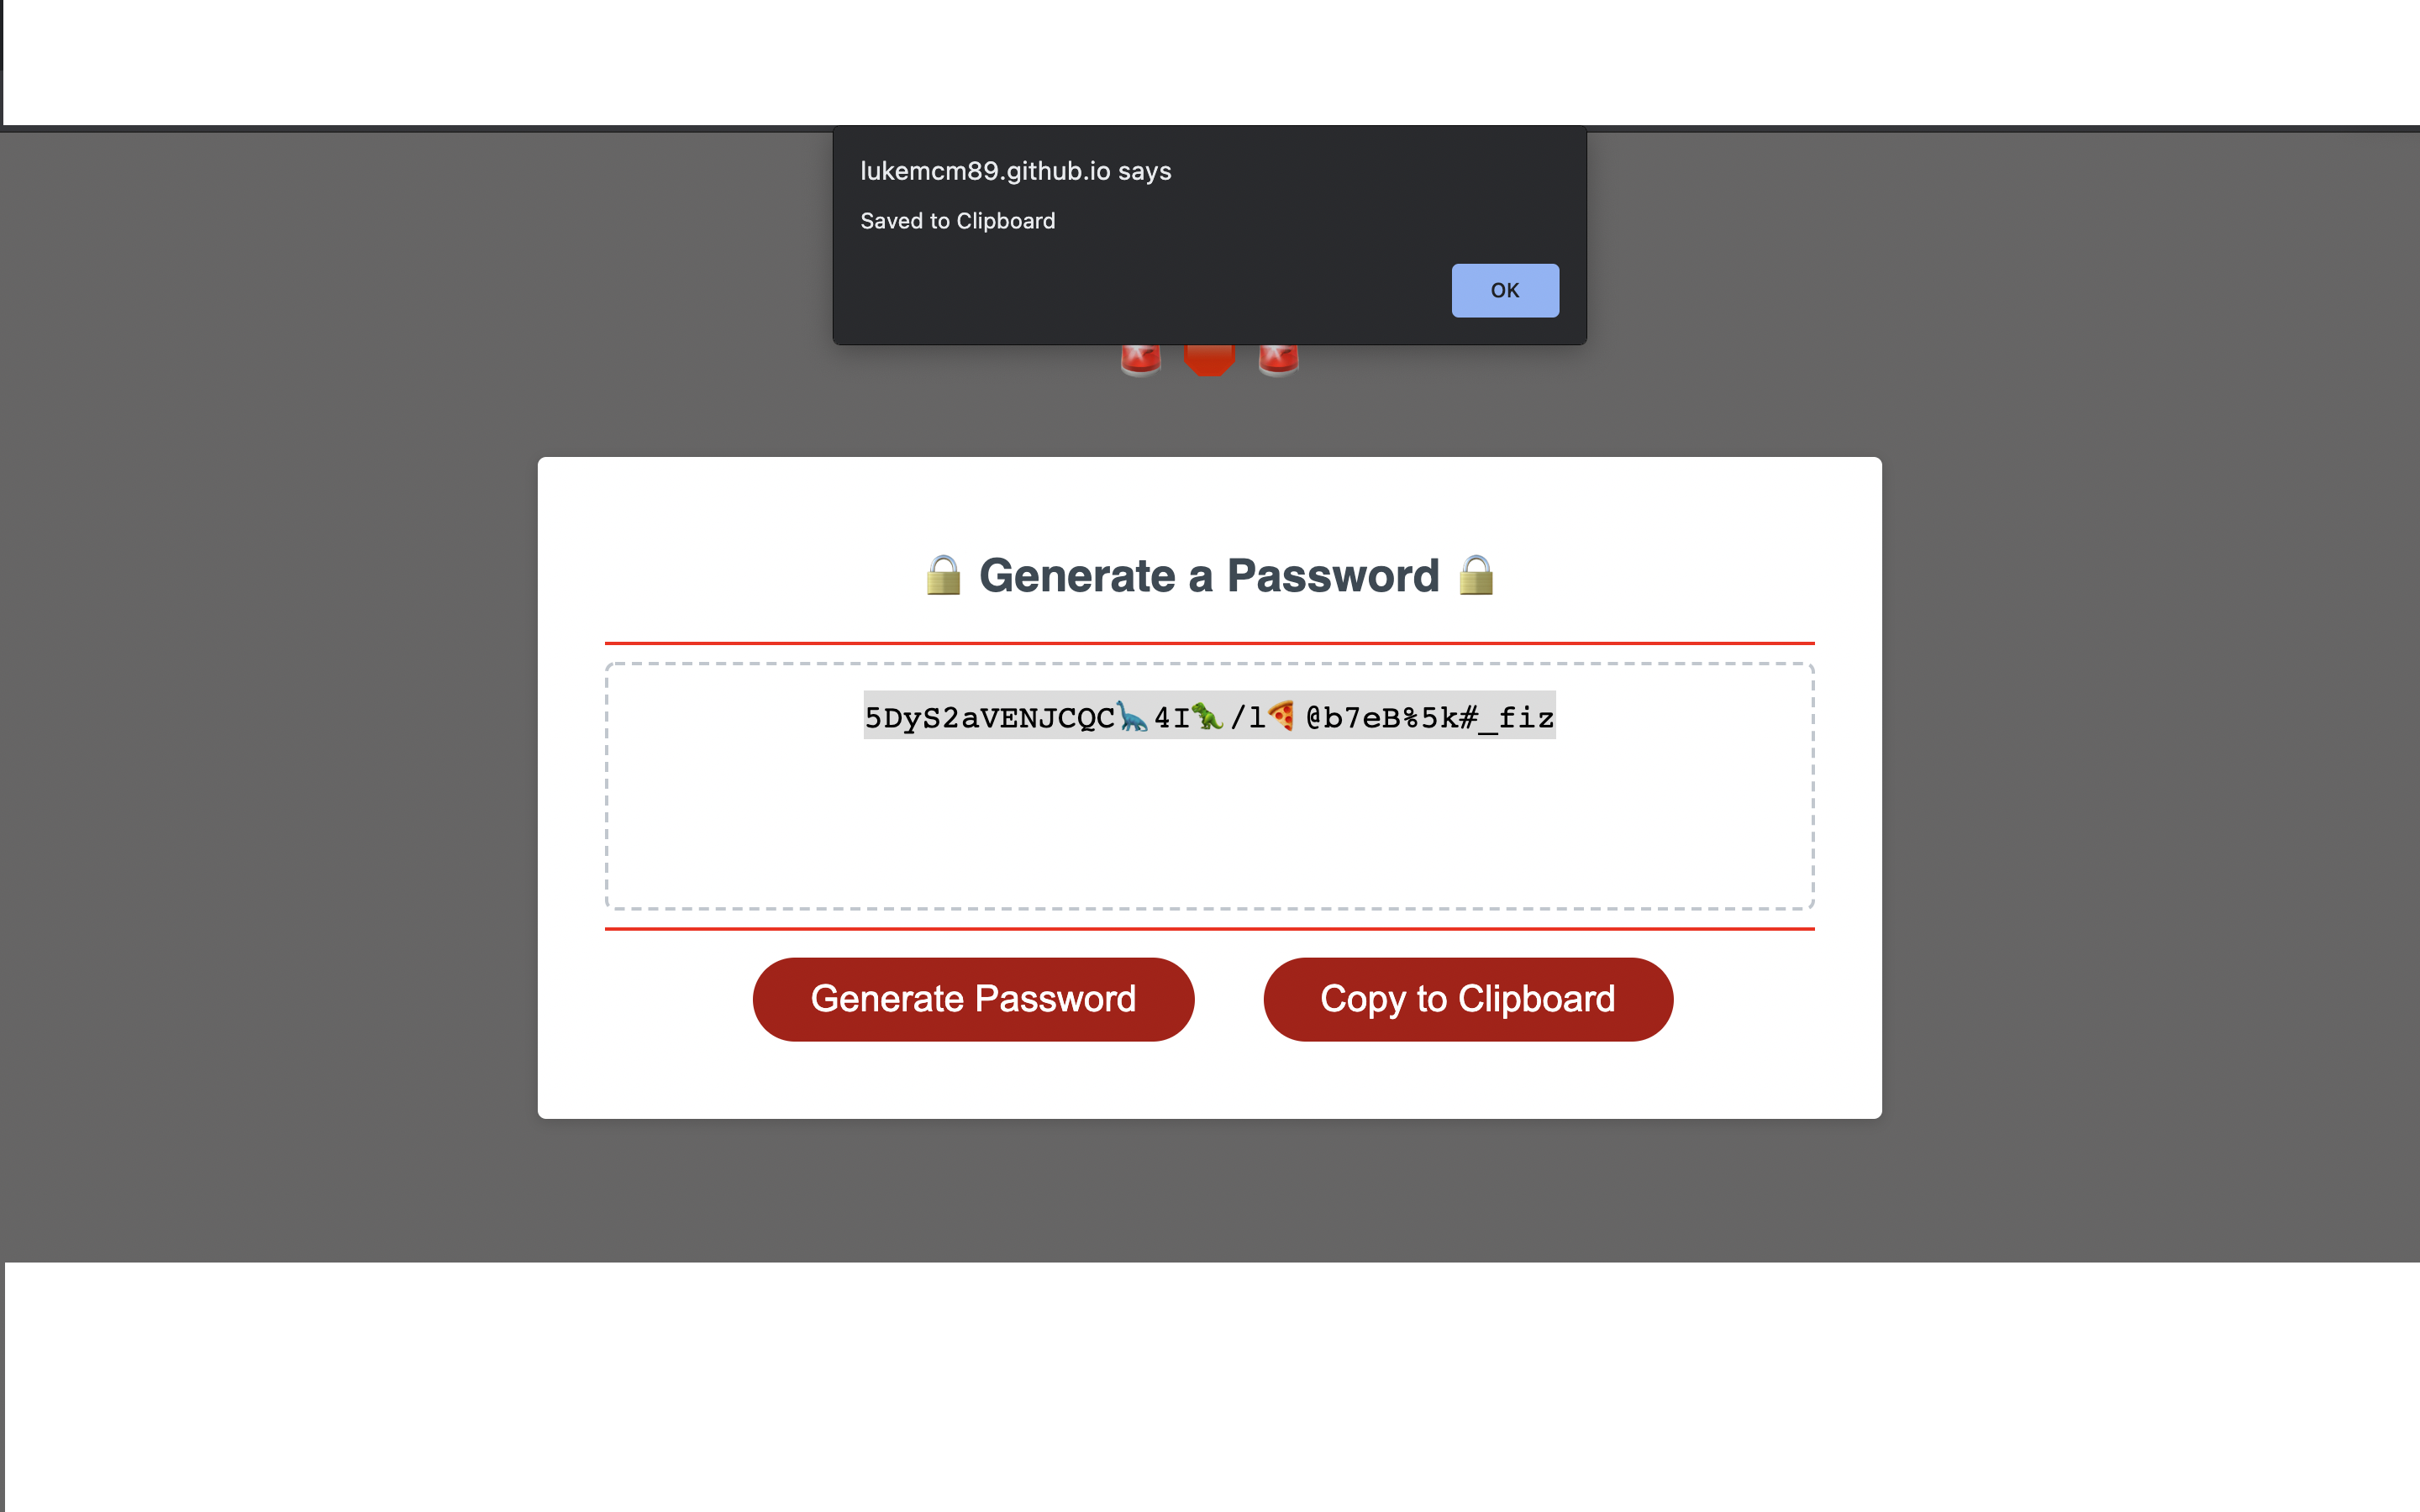 lukemcm89.github.io says
Saved to Clipboard
OK
🚨 🛑 🚨
🔒 Generate a Password 🔒
5DyS2aVENJCQC🦕4I🦖/l🍕@b7eB%5k#_fiz
Generate Password
Copy to Clipboard